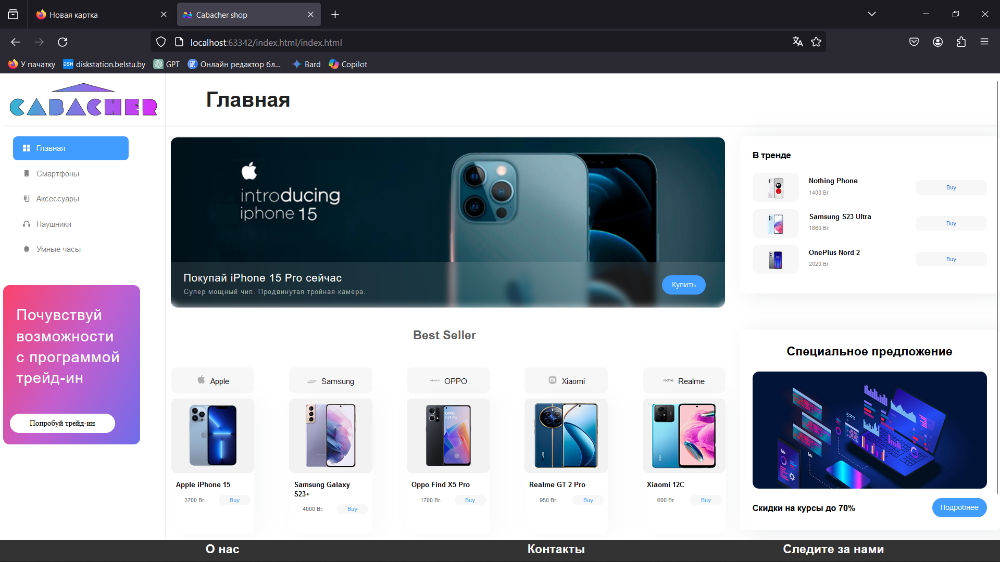 Новая картка
Cabacher shop
localhost:63342/index.html/index.html
У пачатку
diskstation.belstu.by
GPT
Онлайн редактор бл...
Bard
Copilot
CABACHER
Главная
Главная
Смартфоны
Аксессуары
Наушники
Умные часы
Почувствуй
возможности
с программой
трейд-ин
Попробуй трейд-ин
introducing
iphone 15
Покупай iPhone 15 Pro сейчас
Супер мощный чип. Продвинутая тройная камера.
Купить
Best Seller
Apple
Samsung
OPPO
Xiaomi
realme Realme
Apple iPhone 15
3700 Br.
Buy
Samsung Galaxy
S23+
4000 Br.
Buy
OPPO
F21 Pro
Oppo Find X5 Pro
1700 Br.
Buy
Realme GT 2 Pro
950 Br.
Buy
Redmi
Xiaomi 12C
600 Br.
Buy
В тренде
Nothing Phone
1400 Br.
Buy
Samsung S23 Ultra
1660 Br.
Buy
OnePlus Nord 2
2020 Br.
Buy
Специальное предложение
Скидки на курсы до 70%
Подробнее
О нас
Контакты
Следите за нами